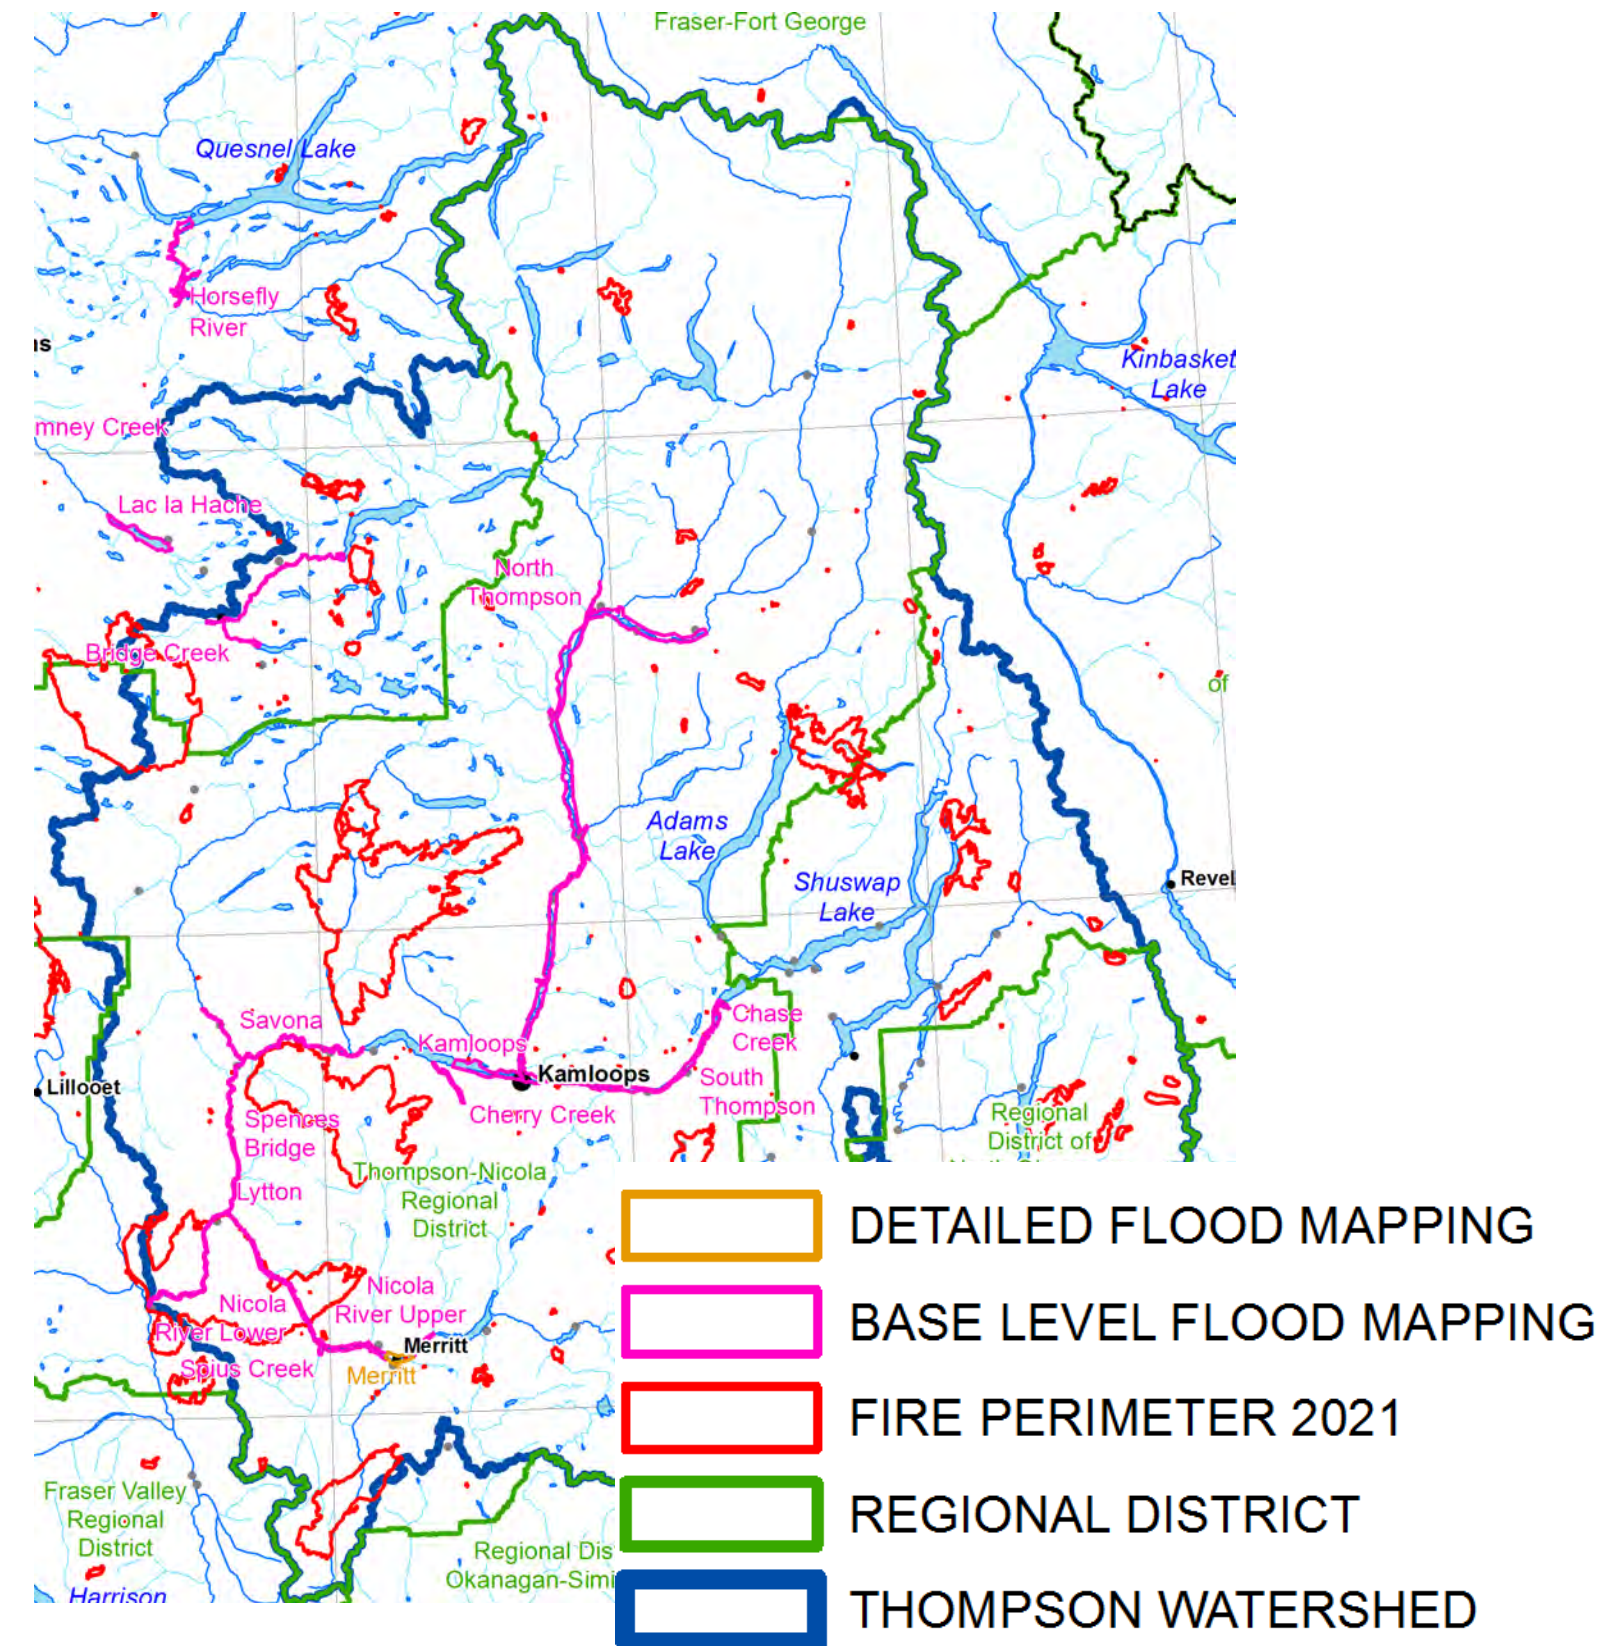 Fraser-Fort George
Quesnel Lake
Horsefly
River
Kinbasket
Lake
mney Creek
Lac la Hache
North
Thompson
Bridge Creek
of
Adams
Lake
Shuswap
Lake
Revel
Savona
Kamloops
Chase
Creek
Kamloops
South
Thompson
Lillooet
Cherry Creek
Spences
Bridge
Regional
District of
Lytton
Thompson-Nicola
Regional
District
Nicola
River Upper
Nicola
River Lower
Merritt
Spius Creek
Merritt
Fraser Valley
Regional
District
Regional Dis
Okanagan-Simi
Harrison
DETAILED FLOOD MAPPING
BASE LEVEL FLOOD MAPPING
FIRE PERIMETER 2021
REGIONAL DISTRICT
THOMPSON WATERSHED